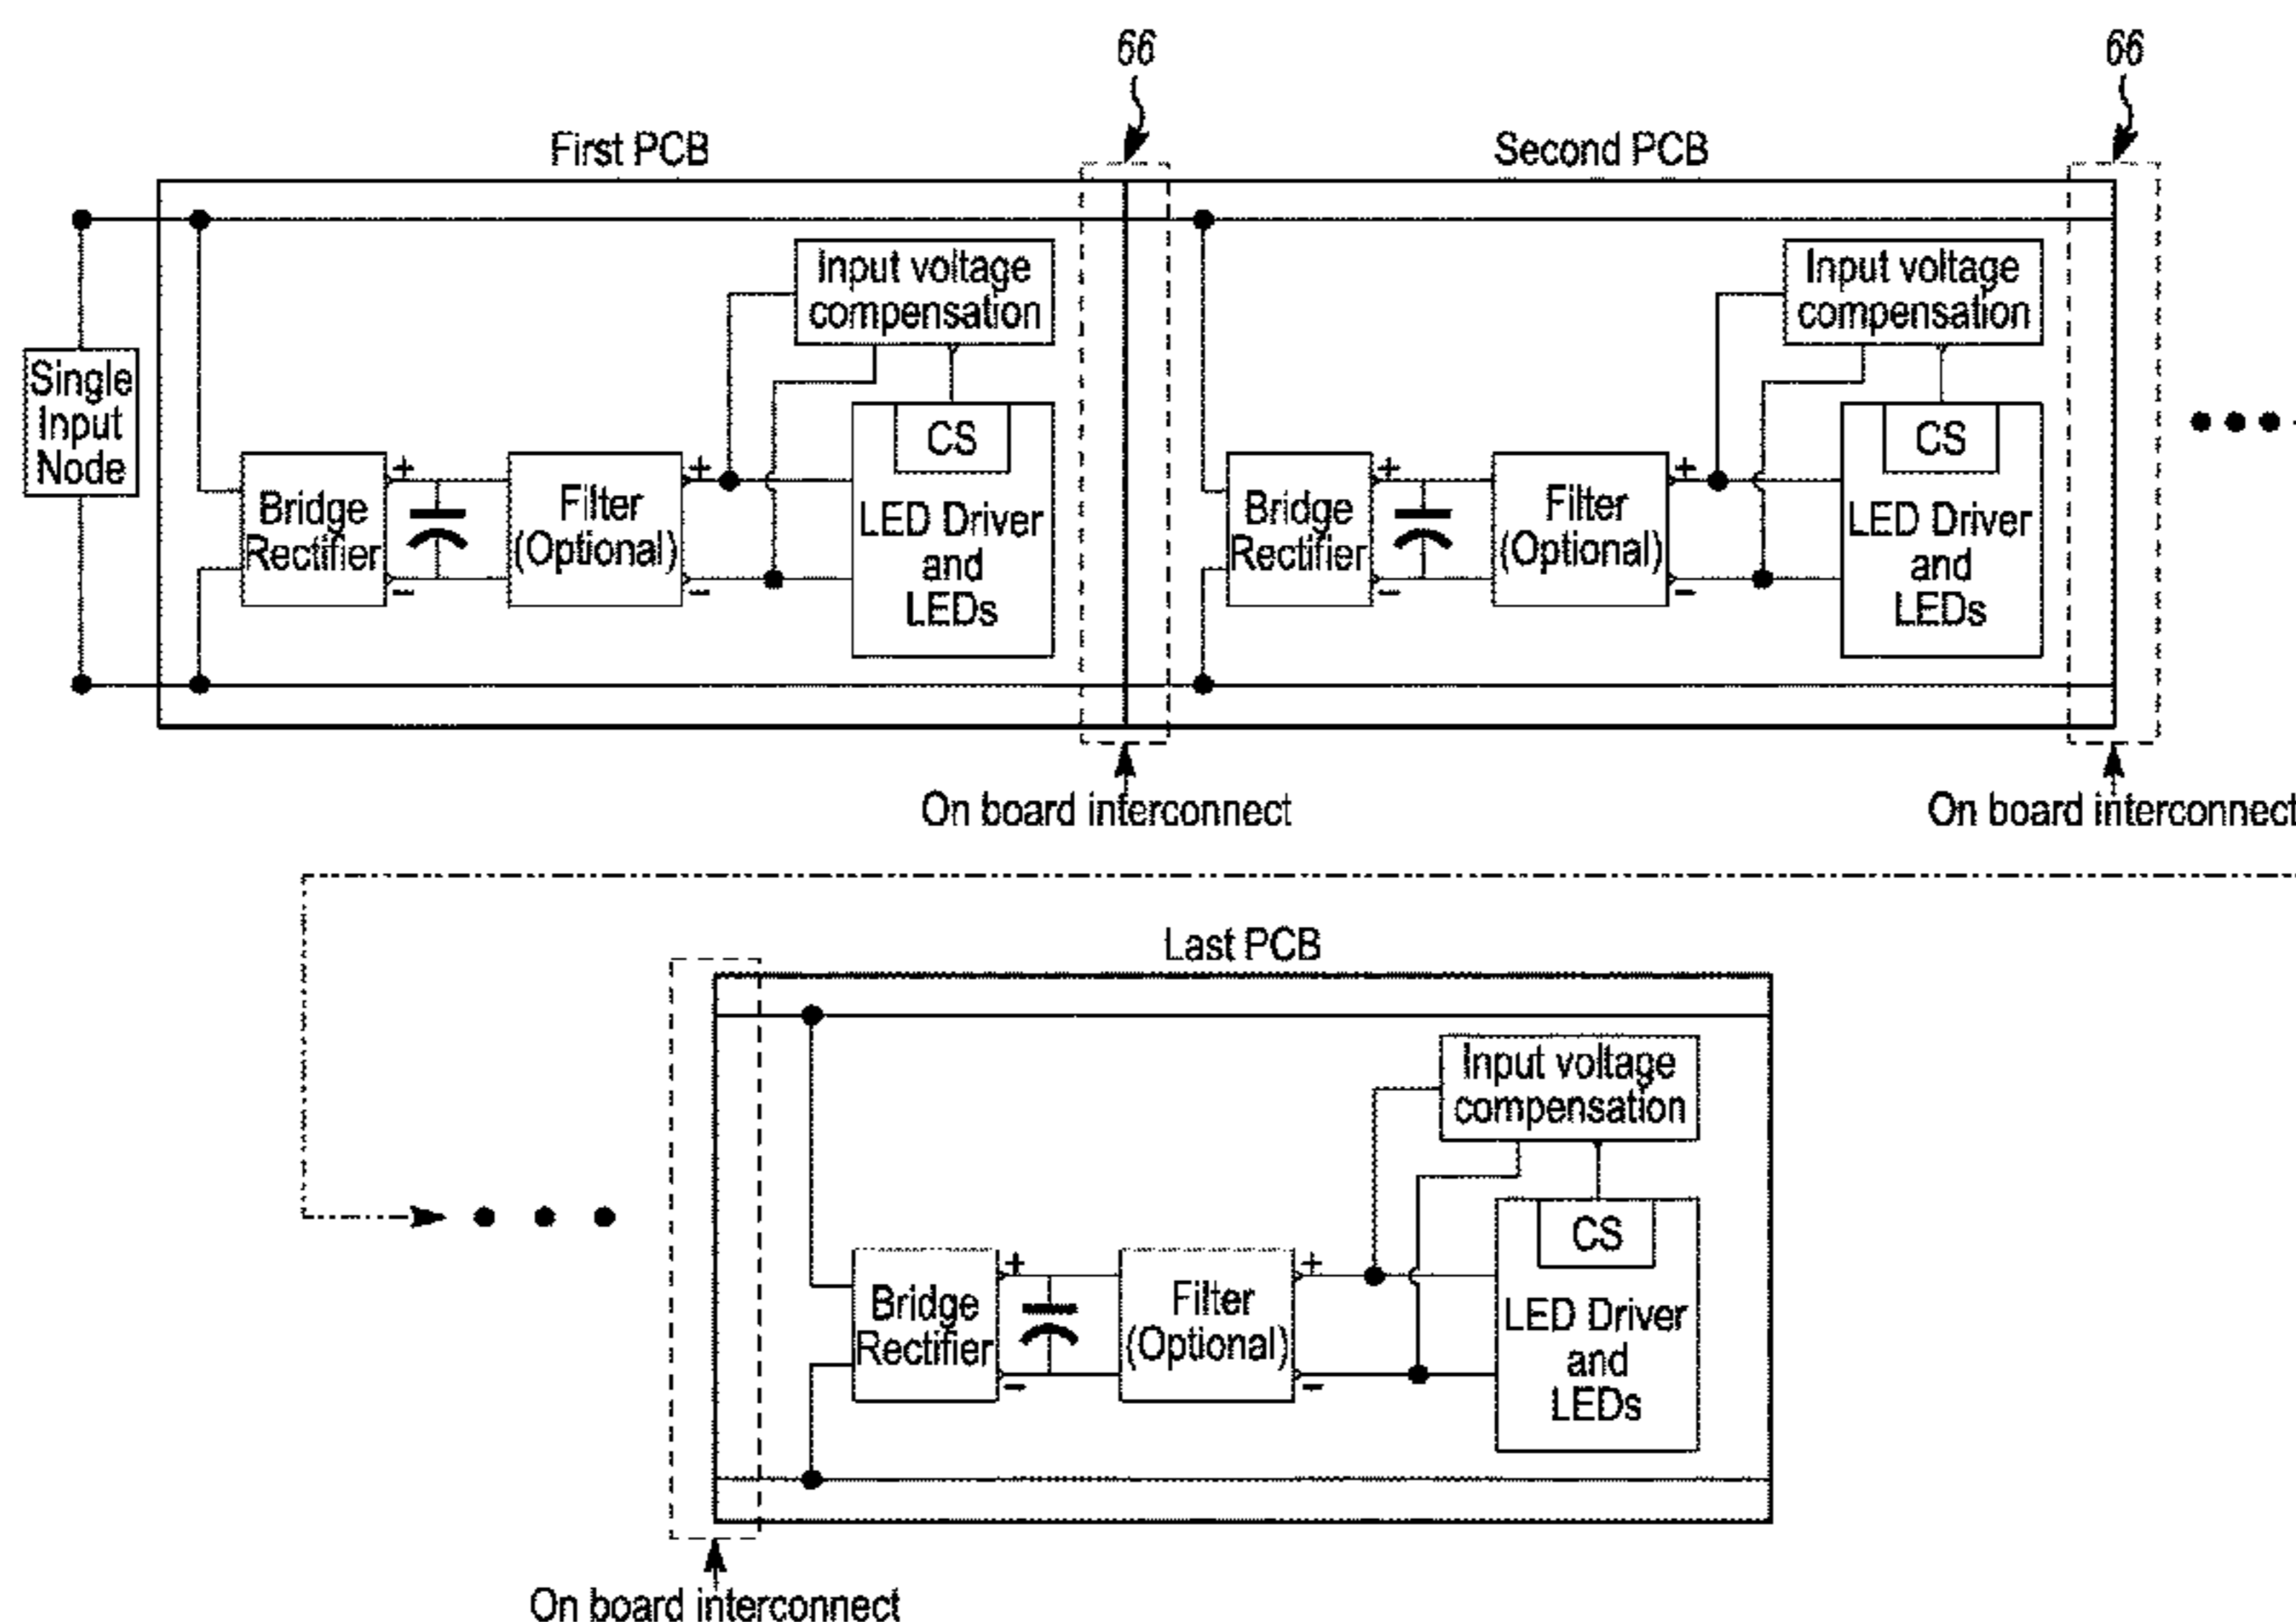 66
66
First PCB
Second PCB
Input voltage
compensation
Single
Input
Node
CS
Bridge
Rectifier
+
−
Filter
(Optional)
+
−
LED Driver
and
LEDs
Input voltage
compensation
CS
Bridge
Rectifier
+
−
Filter
(Optional)
+
−
LED Driver
and
LEDs
On board interconnect
On board interconnect
Last PCB
Input voltage
compensation
CS
Bridge
Rectifier
+
−
Filter
(Optional)
+
−
LED Driver
and
LEDs
On board interconnect